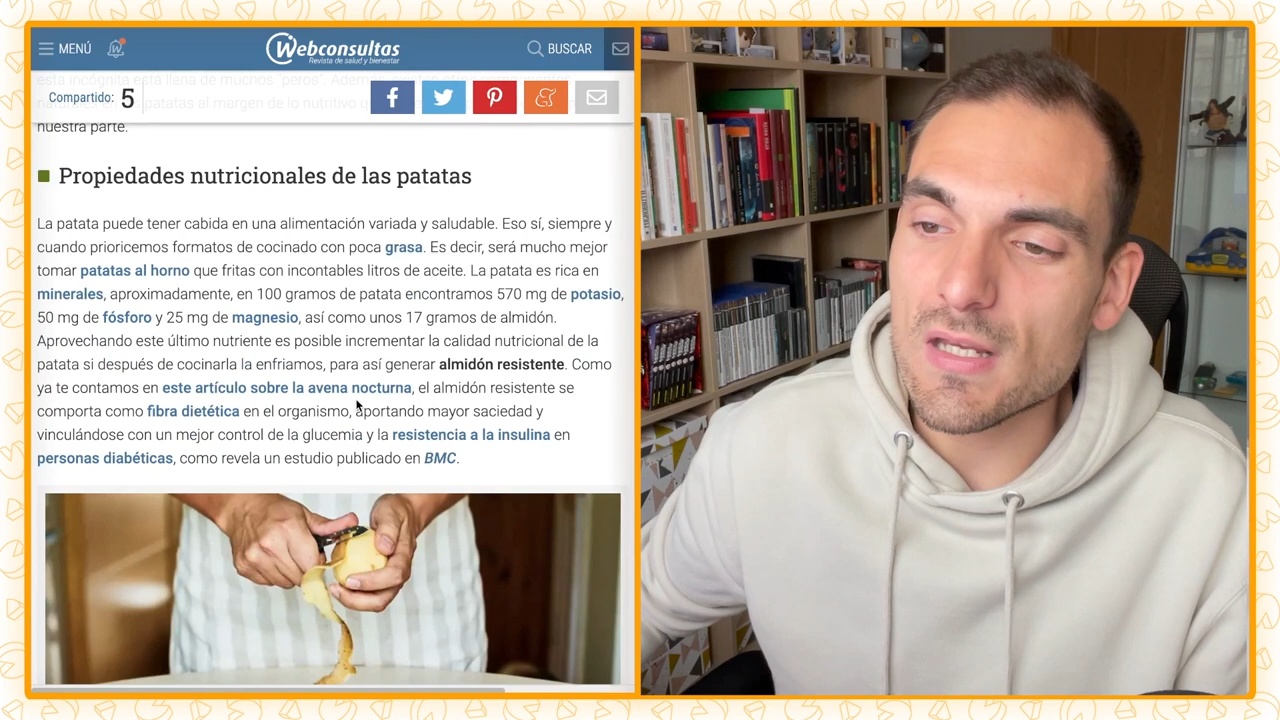 MENÚ
Webconsultas
Revista de salud y bienestar
BUSCAR
Compartido: 5
nuestra parte.
Propiedades nutricionales de las patatas
La patata puede tener cabida en una alimentación variada y saludable. Eso sí, siempre y
cuando prioricemos formatos de cocinado con poca grasa. Es decir, será mucho mejor
tomar patatas al horno que fritas con incontables litros de aceite. La patata es rica en
minerales, aproximadamente, en 100 gramos de patata encontramos 570 mg de potasio,
50 mg de fósforo y 25 mg de magnesio, así como unos 17 gramos de almidón.
Aprovechando este último nutriente es posible incrementar la calidad nutricional de la
patata si después de cocinarla la enfriamos, para así generar almidón resistente. Como
ya te contamos en este artículo sobre la avena nocturna, el almidón resistente se
comporta como fibra dietética en el organismo, aportando mayor saciedad y
vinculándose con un mejor control de la glucemia y la resistencia a la insulina en
personas diabéticas, como revela un estudio publicado en BMC.